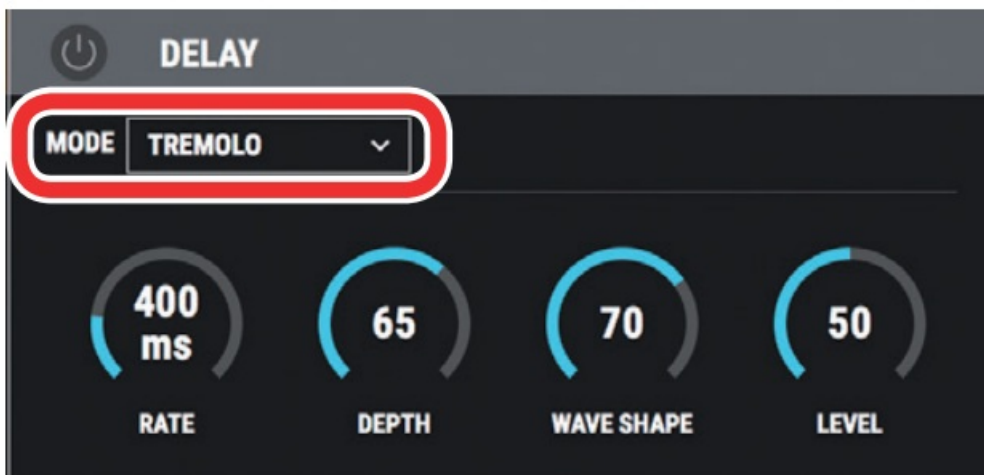 DELAY
MODE TREMOLO
400 ms 65 70 50
RATE DEPTH WAVE SHAPE LEVEL